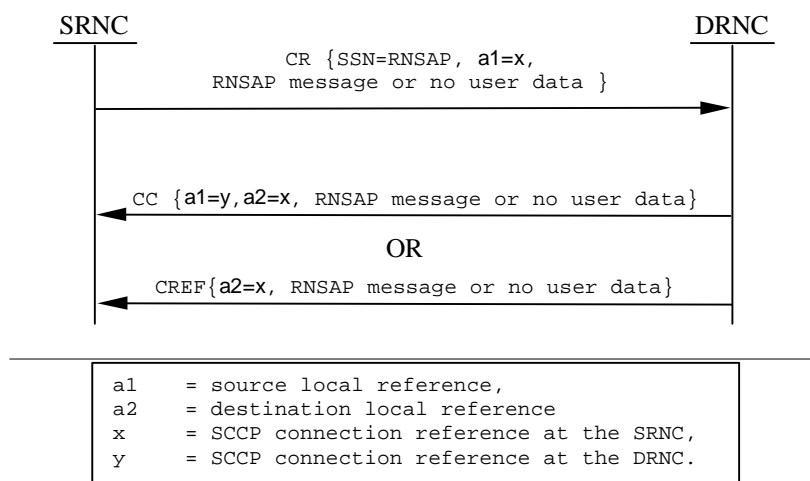 SRNC DRNC
CR {SSN=RNSAP, a1=x,
RNSAP message or no user data }
CC {a1=y,a2=x, RNSAP message or no user data}
OR
CREF{a2=x, RNSAP message or no user data}
a1 = source local reference,
a2 = destination local reference
x = SCCP connection reference at the SRNC,
y = SCCP connection reference at the DRNC.